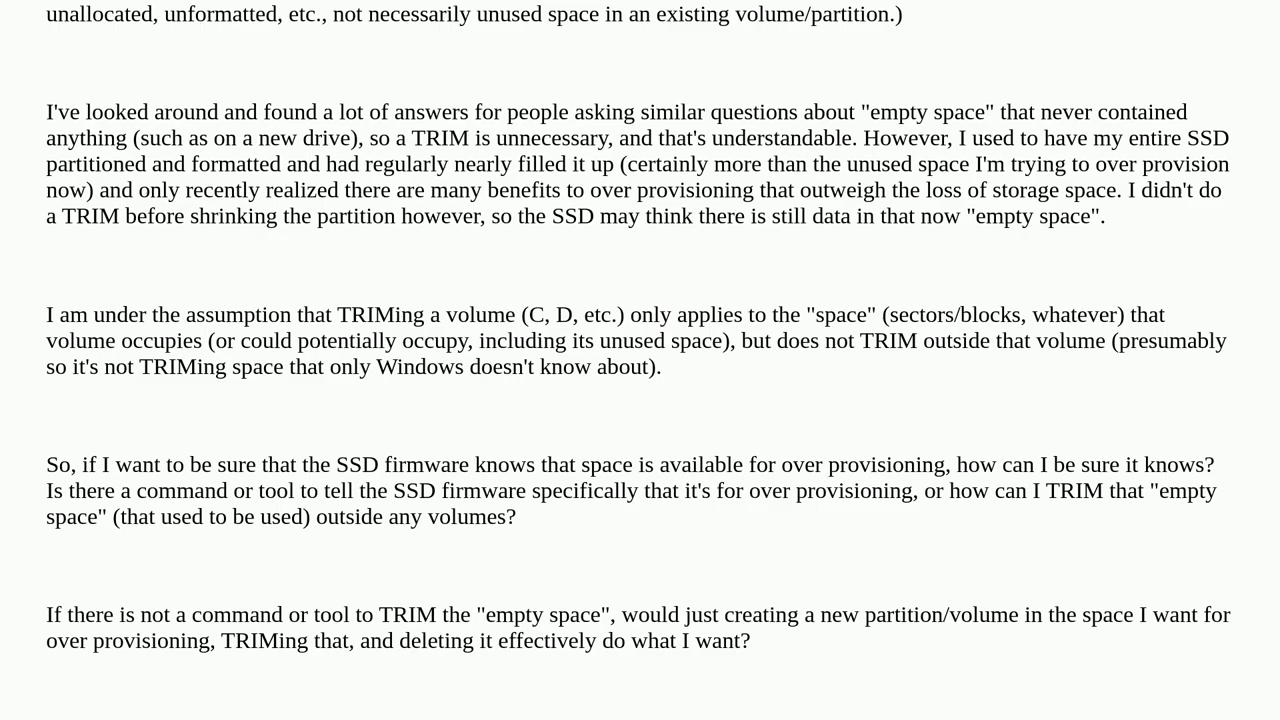 unallocated, unformatted, etc., not necessarily unused space in an existing volume/partition.)
I've looked around and found a lot of answers for people asking similar questions about "empty space" that never contained
anything (such as on a new drive), so a TRIM is unnecessary, and that's understandable. However, I used to have my entire SSD
partitioned and formatted and had regularly nearly filled it up (certainly more than the unused space I'm trying to over provision
now) and only recently realized there are many benefits to over provisioning that outweigh the loss of storage space. I didn't do
a TRIM before shrinking the partition however, so the SSD may think there is still data in that now "empty space".
I am under the assumption that TRIMing a volume (C, D, etc.) only applies to the "space" (sectors/blocks, whatever) that
volume occupies (or could potentially occupy, including its unused space), but does not TRIM outside that volume (presumably
so it's not TRIMing space that only Windows doesn't know about).
So, if I want to be sure that the SSD firmware knows that space is available for over provisioning, how can I be sure it knows?
Is there a command or tool to tell the SSD firmware specifically that it's for over provisioning, or how can I TRIM that "empty
space" (that used to be used) outside any volumes?
If there is not a command or tool to TRIM the "empty space", would just creating a new partition/volume in the space I want for
over provisioning, TRIMing that, and deleting it effectively do what I want?